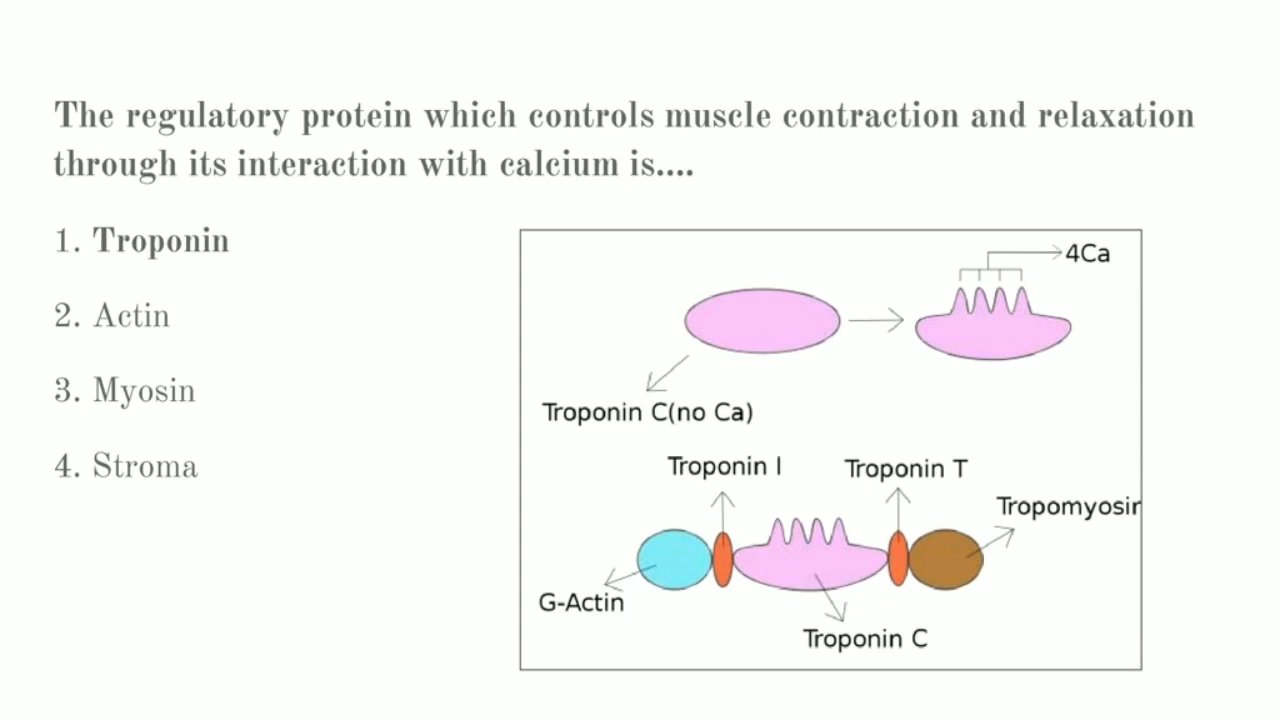 The regulatory protein which controls muscle contraction and relaxation
through its interaction with calcium is....
1. Troponin
2. Actin
3. Myosin
4. Stroma
4Ca
Troponin C(no Ca)
Troponin I
Troponin T
Tropomyosir
G-Actin
Troponin C